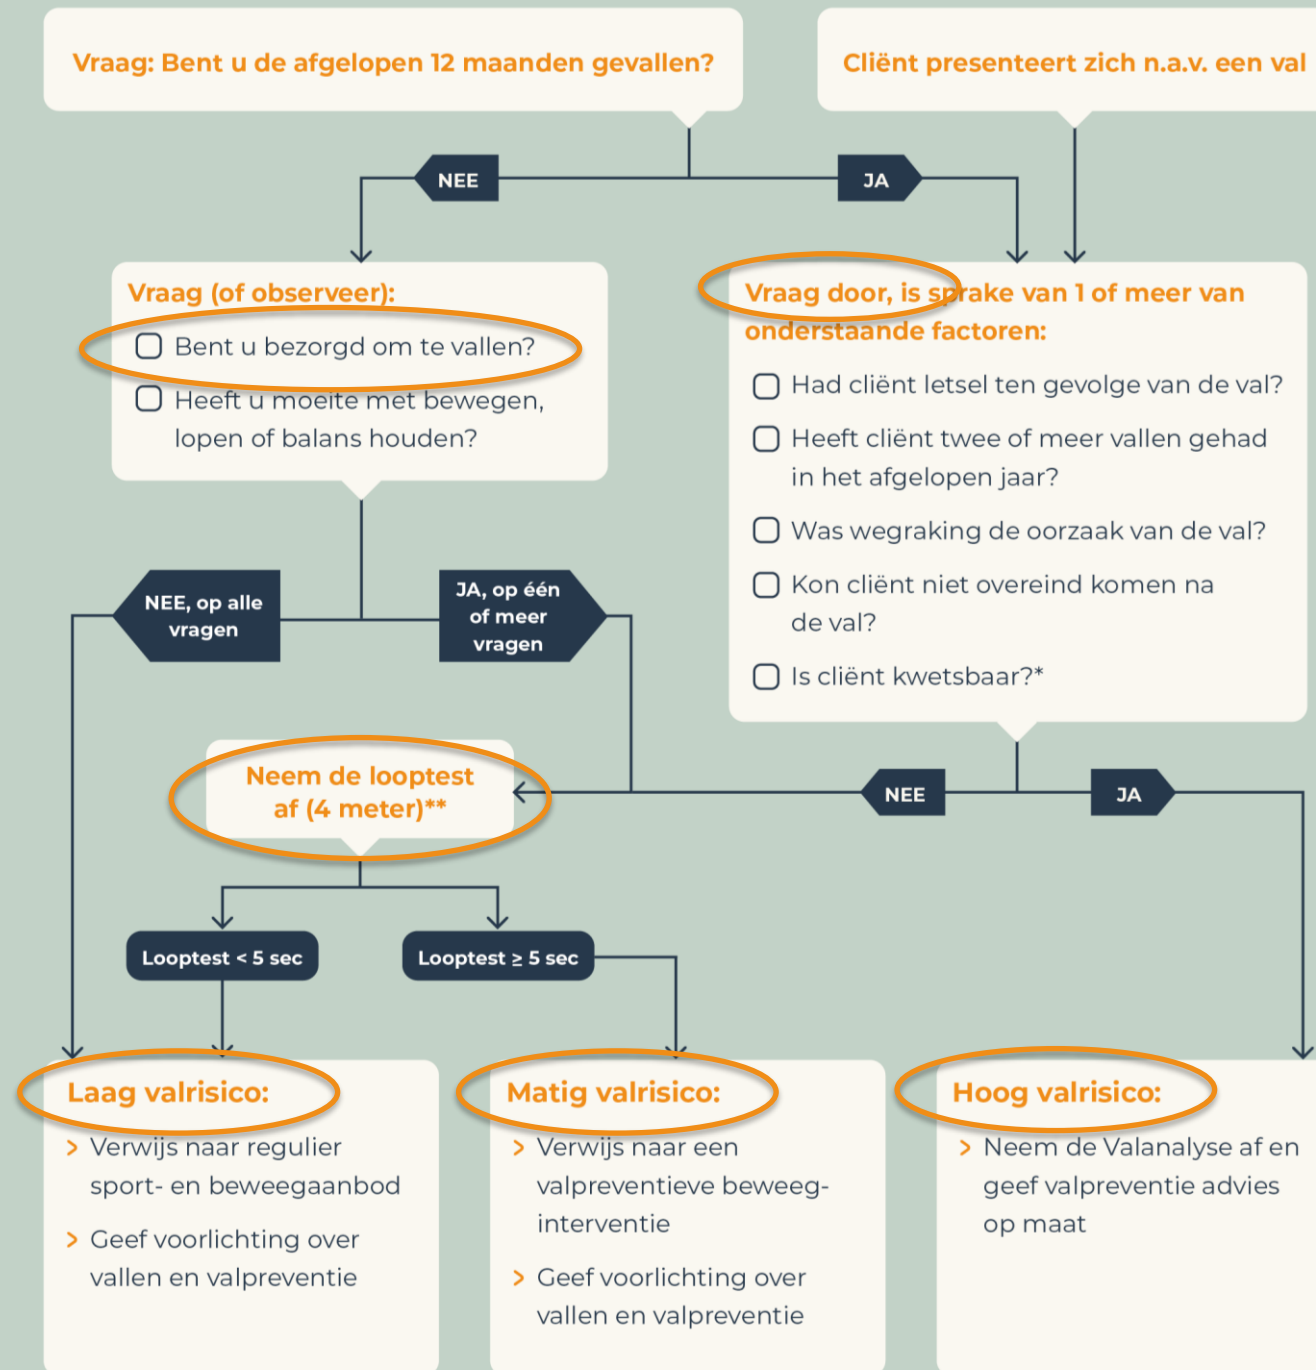 Vraag: Bent u de afgelopen 12 maanden gevallen?
Cliënt presenteert zich n.a.v. een val
NEE
JA
Vraag (of observeer):
Bent u bezorgd om te vallen?
Heeft u moeite met bewegen,
lopen of balans houden?
Vraag door, is sprake van 1 of meer van
onderstaande factoren:
Had cliënt letsel ten gevolge van de val?
Heeft cliënt twee of meer vallen gehad
in het afgelopen jaar?
Was wegraking de oorzaak van de val?
Kon cliënt niet overeind komen na
de val?
Is cliënt kwetsbaar?*
NEE, op alle
vragen
JA, op één
of meer
vragen
Neem de looptest
af (4 meter)**
NEE
JA
Looptest < 5 sec
Looptest ≥ 5 sec
Laag valrisico:
> Verwijs naar regulier
sport- en beweegaanbod
> Geef voorlichting over
vallen en valpreventie
Matig valrisico:
> Verwijs naar een
valpreventieve beweeg-
interventie
> Geef voorlichting over
vallen en valpreventie
Hoog valrisico:
> Neem de Valanalyse af en
geef valpreventie advies
op maat